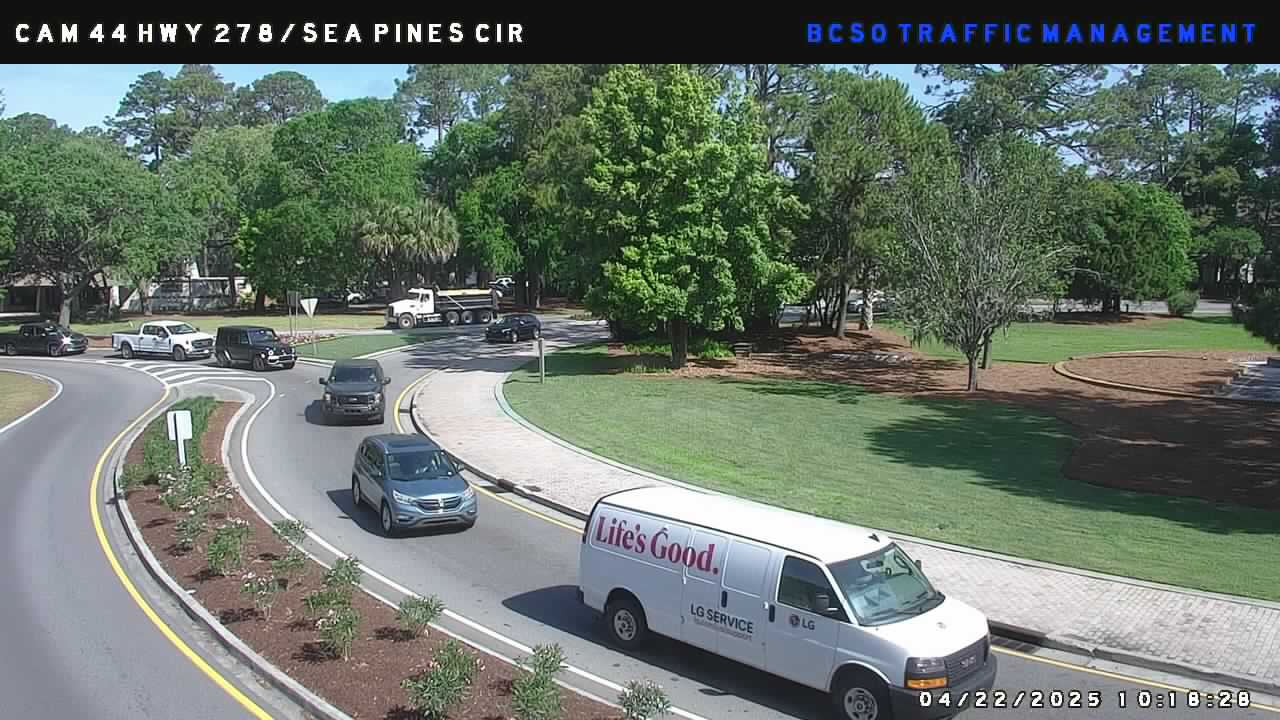 CAM 44 HWY 278/SEA PINES CIR
BCSO TRAFFIC MANAGEMENT
Life's Good.
LG SERVICE
LG
04/22/2025 10:18:28